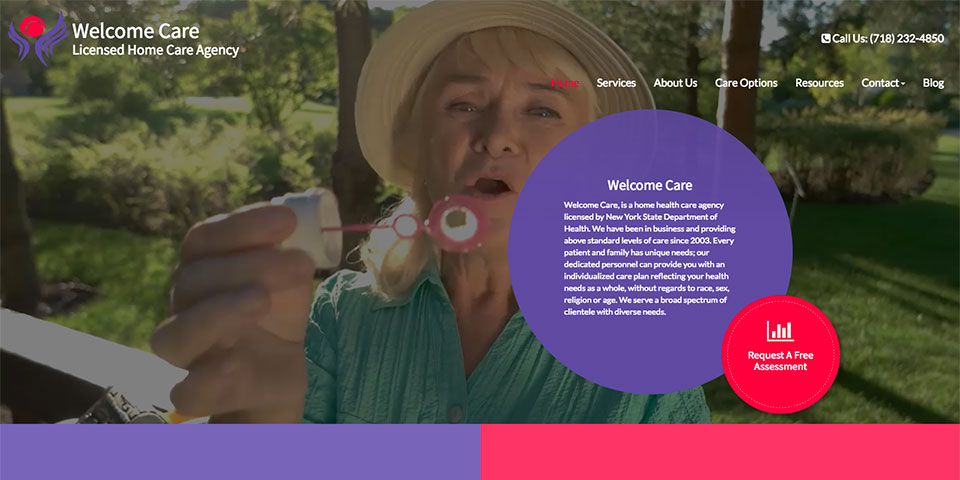 Welcome Care
Licensed Home Care Agency
Call Us: (718) 232-4850
Home Services About Us Care Options Resources Contact Blog
Welcome Care
Welcome Care, is a home health care agency
licensed by New York State Department of
Health. We have been in business and providing
above standard levels of care since 2003. Every
patient and family has unique needs; our
dedicated personnel can provide you with an
individualized care plan reflecting your health
needs as a whole, without regards to race, sex,
religion or age. We serve a broad spectrum of
clientele with diverse needs.
Request A Free
Assessment